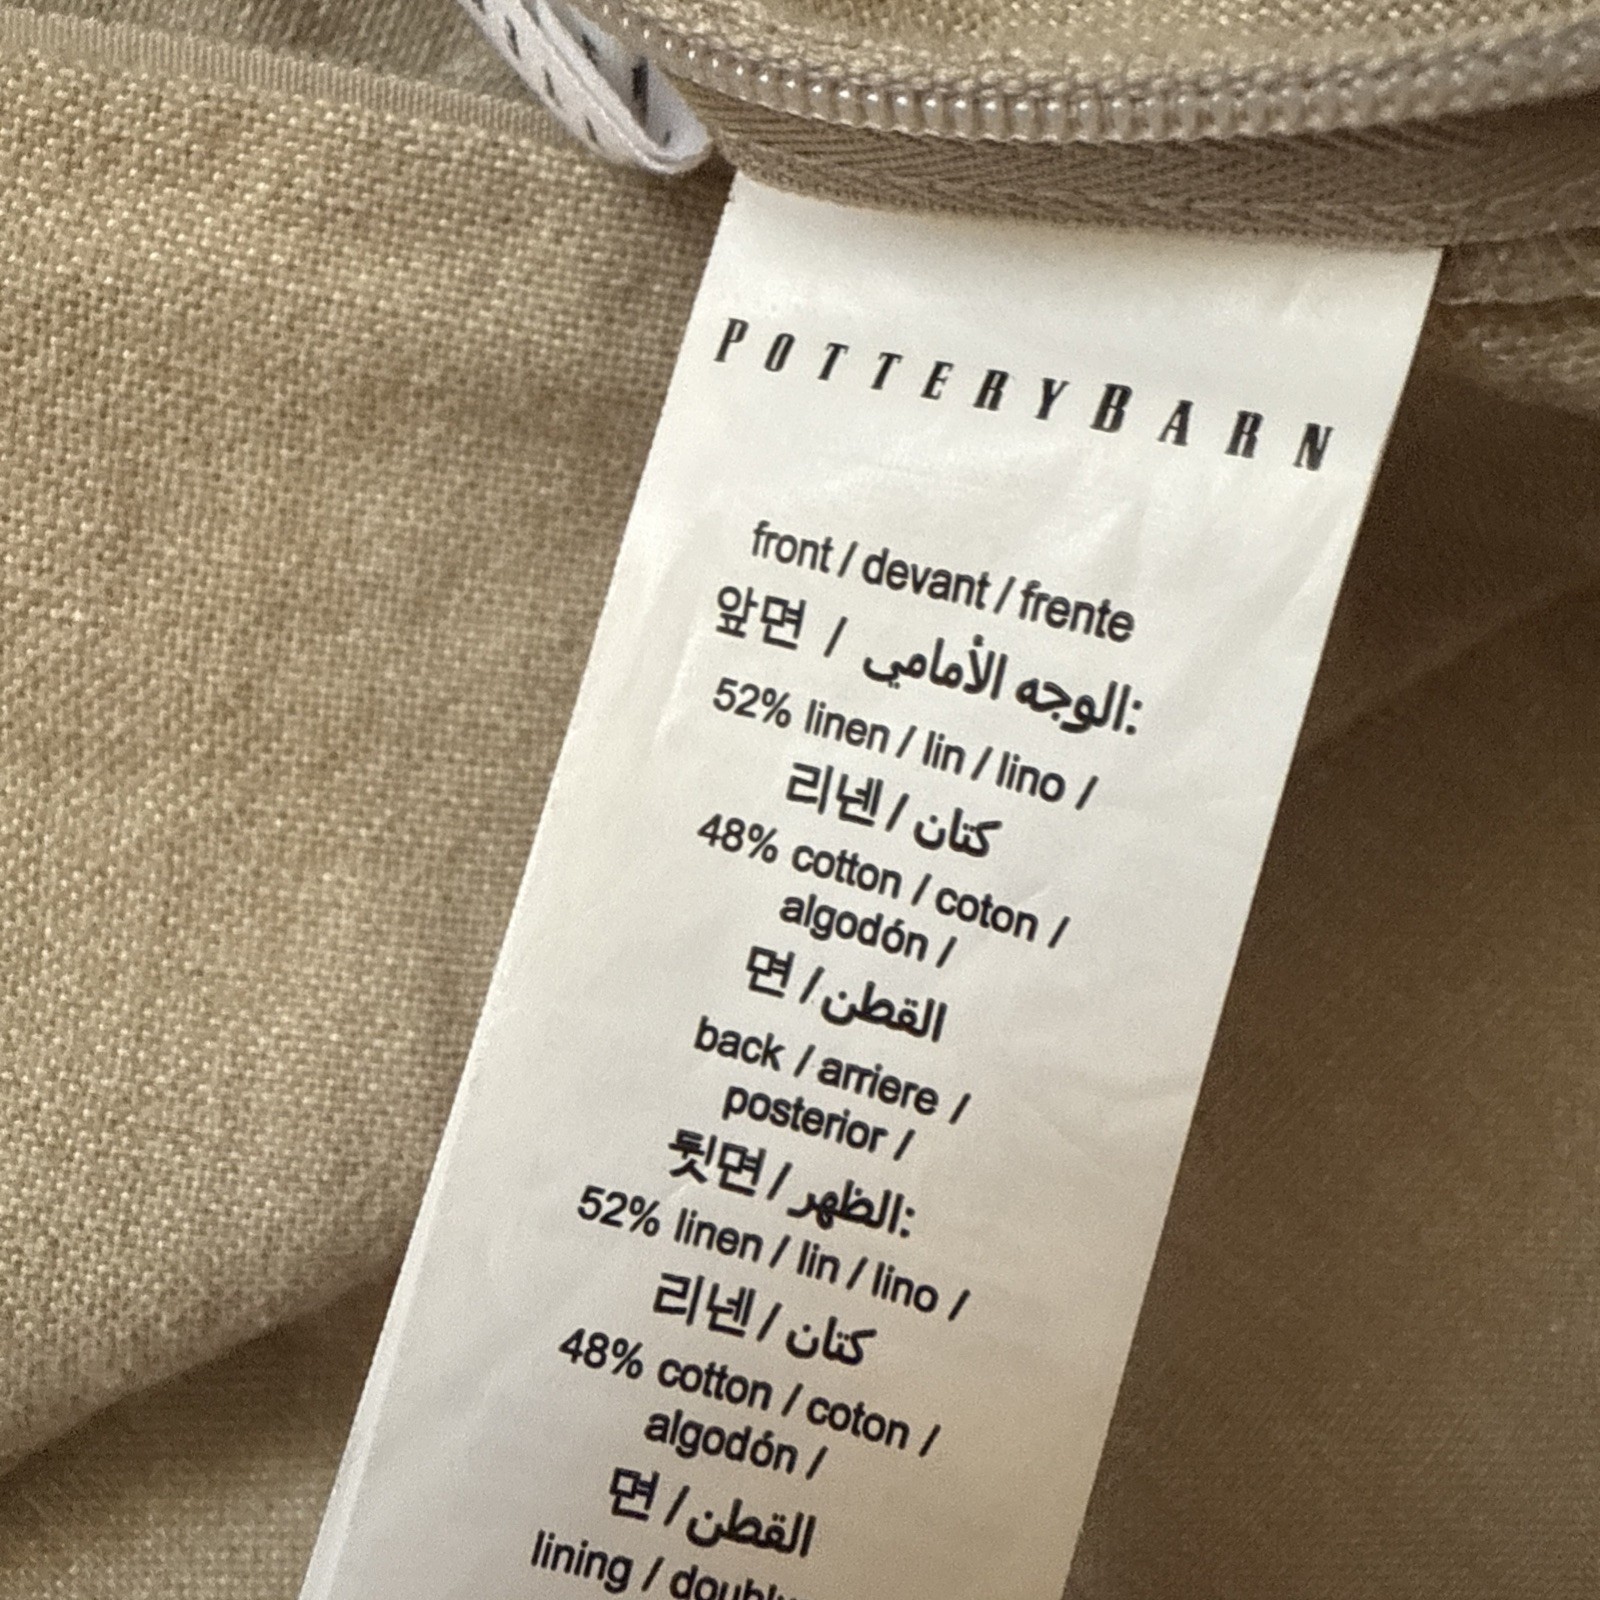 POTTERY BARN
front / devant / frente
앞면 / الوجه الأمامي:
52% linen / lin / lino /
리넨 / كتان
48% cotton / coton /
algodón /
면 / القطن
back / arriere /
posterior /
뒷면 / الظهر:
52% linen / lin / lino /
리넨 / كتان
48% cotton / coton /
algodón /
면 / القطن
lining /